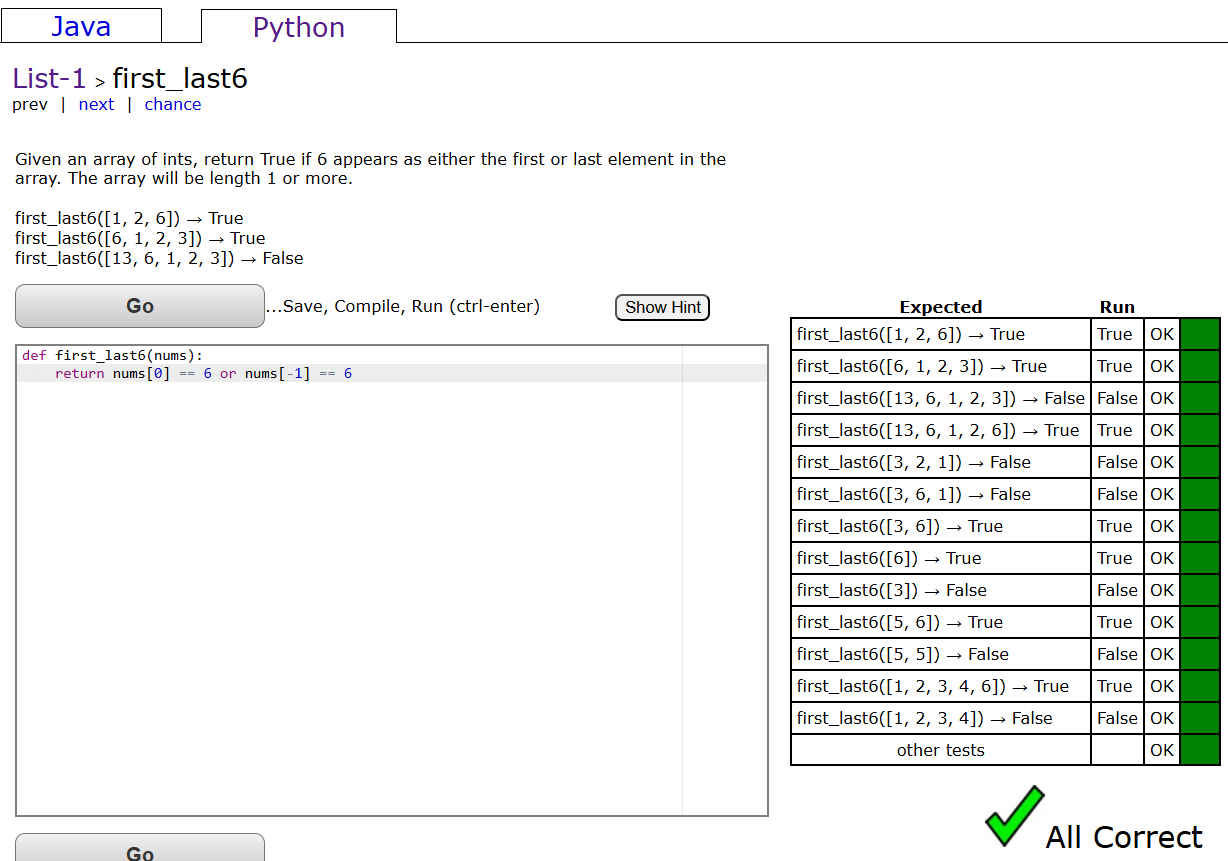 Java Python
List-1 > first_last6
prev | next | chance
Given an array of ints, return True if 6 appears as either the first or last element in the
array. The array will be length 1 or more.
first_last6([1, 2, 6]) → True
first_last6([6, 1, 2, 3]) → True
first_last6([13, 6, 1, 2, 3]) → False
Go ...Save, Compile, Run (ctrl-enter) Show Hint
def first_last6(nums):
    return nums[0] == 6 or nums[-1] == 6
Go
Expected Run
first_last6([1, 2, 6]) → True True OK
first_last6([6, 1, 2, 3]) → True True OK
first_last6([13, 6, 1, 2, 3]) → False False OK
first_last6([13, 6, 1, 2, 6]) → True True OK
first_last6([3, 2, 1]) → False False OK
first_last6([3, 6, 1]) → False False OK
first_last6([3, 6]) → True True OK
first_last6([6]) → True True OK
first_last6([3]) → False False OK
first_last6([5, 6]) → True True OK
first_last6([5, 5]) → False False OK
first_last6([1, 2, 3, 4, 6]) → True True OK
first_last6([1, 2, 3, 4]) → False False OK
other tests OK
All Correct